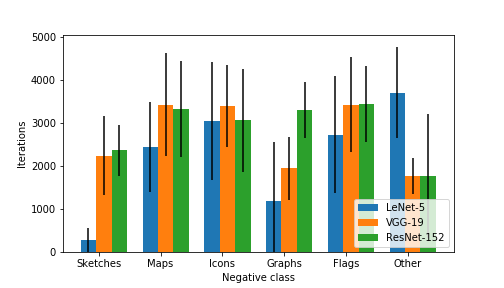 5000
4000
3000
2000
1000
0
Iterations
Sketches
Maps
Icons
Graphs
Flags
Other
Negative class
LeNet-5
VGG-19
ResNet-152